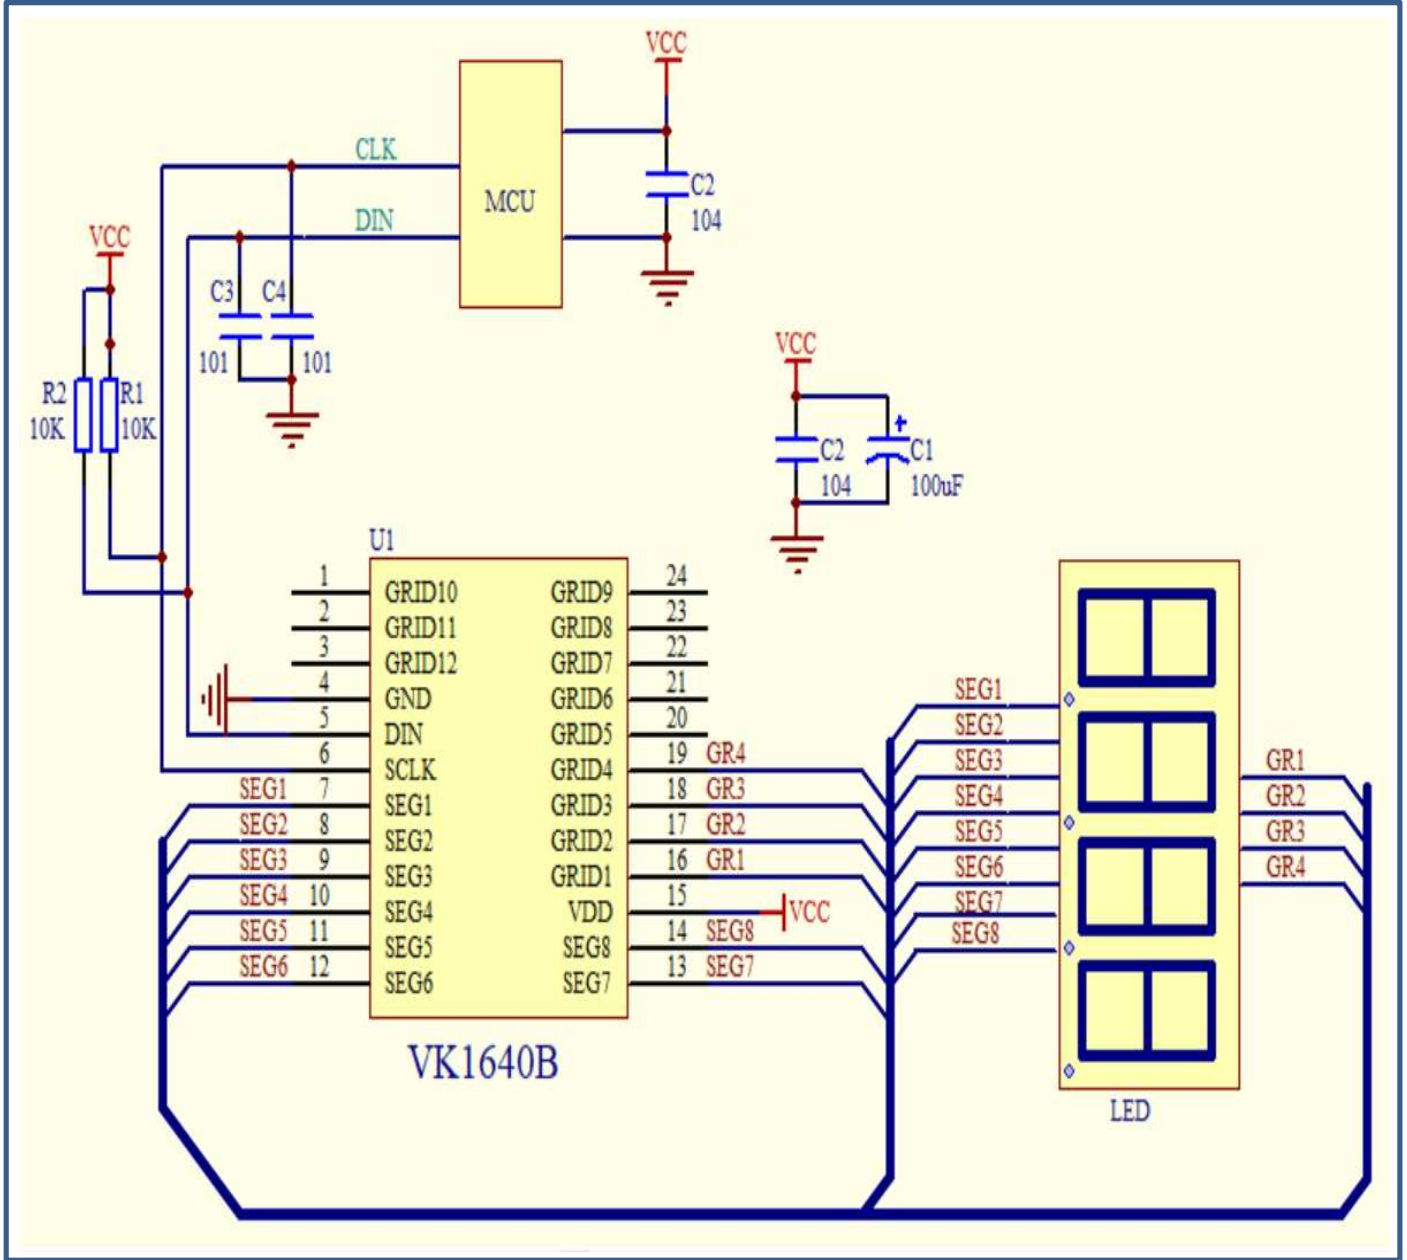 VCC
CLK
MCU
C2
104
DIN
VCC
C3
C4
101
101
R2
10K
R1
10K
VCC
C2
104
C1
100uF
U1
1 GRID10 GRID9 24
2 GRID11 GRID8 23
3 GRID12 GRID7 22
4 GND GRID6 21
5 DIN GRID5 20
6 SCLK GRID4 19 GR4
SEG1 7 SEG1 GRID3 18 GR3
SEG2 8 SEG2 GRID2 17 GR2
SEG3 9 SEG3 GRID1 16 GR1
SEG4 10 SEG4 VDD 15 VCC
SEG5 11 SEG5 SEG8 14 SEG8
SEG6 12 SEG6 SEG7 13 SEG7
VK1640B
SEG1
SEG2
SEG3
SEG4
SEG5
SEG6
SEG7
SEG8
GR1
GR2
GR3
GR4
LED